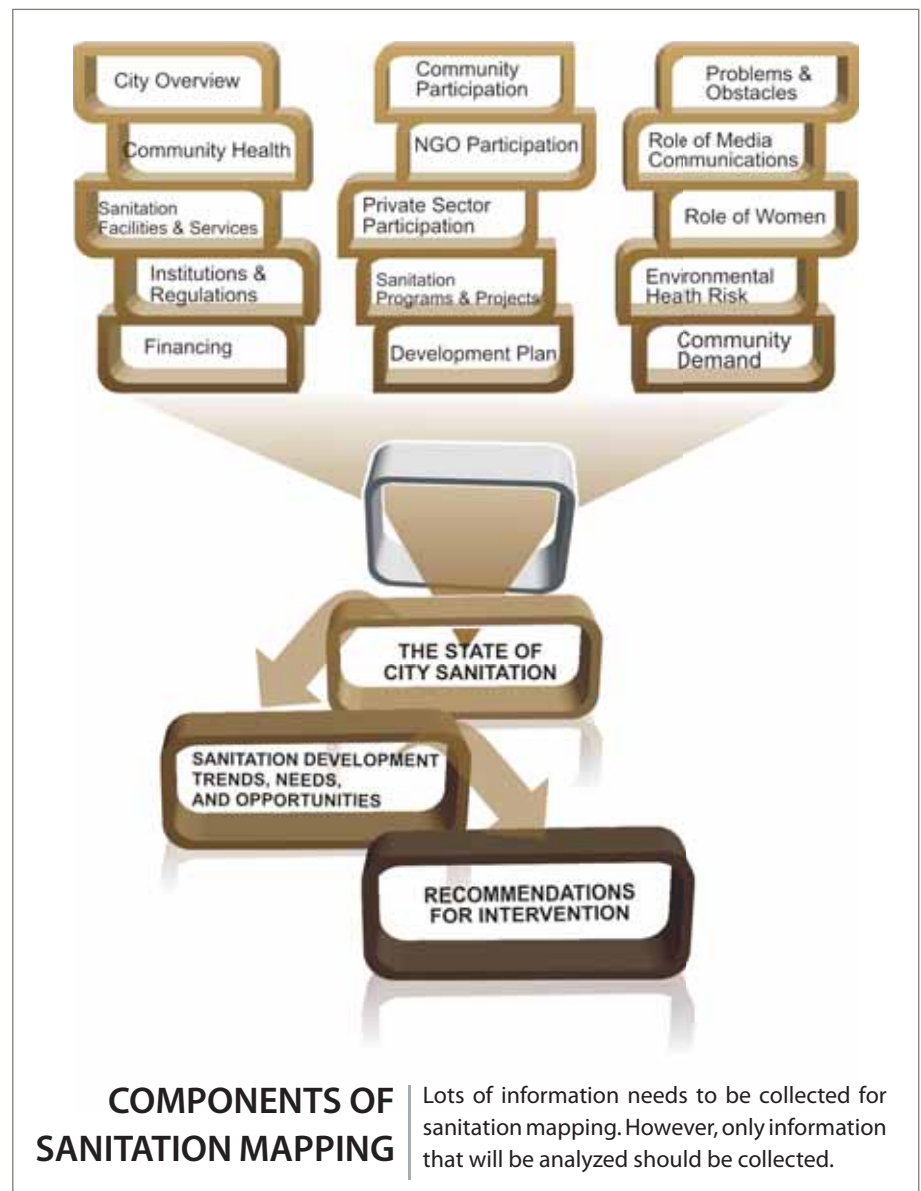 City Overview
Community Health
Sanitation
Facilities & Services
Institutions &
Regulations
Financing
Community
Participation
NGO Participation
Private Sector
Participation
Sanitation
Programs & Projects
Development Plan
Problems &
Obstacles
Role of Media
Communications
Role of Women
Environmental
Heath Risk
Community
Demand
THE STATE OF
CITY SANITATION
SANITATION DEVELOPMENT
TRENDS, NEEDS,
AND OPPORTUNITIES
RECOMMENDATIONS
FOR INTERVENTION
COMPONENTS OF
SANITATION MAPPING
Lots of information needs to be collected for
sanitation mapping. However, only information
that will be analyzed should be collected.